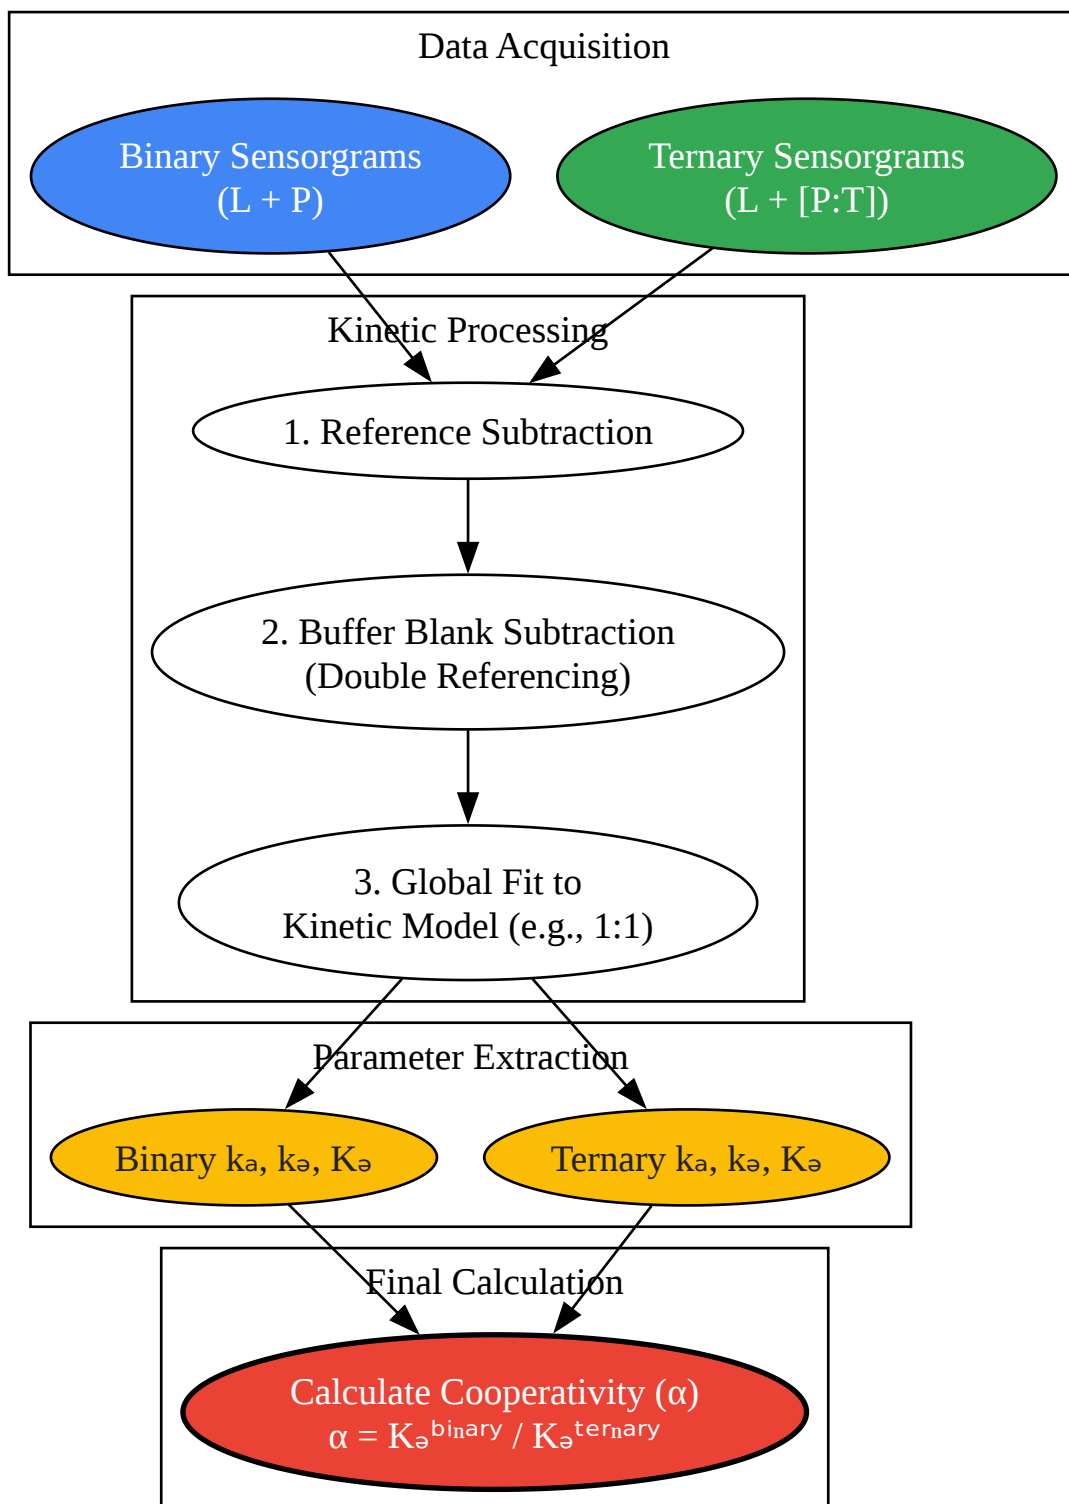 Data Acquisition
Binary Sensorgrams
(L + P)
Ternary Sensorgrams
(L + [P:T])
Kinetic Processing
1. Reference Subtraction
2. Buffer Blank Subtraction
(Double Referencing)
3. Global Fit to
Kinetic Model (e.g., 1:1)
Parameter Extraction
Binary kₐ, kₔ, Kₔ
Ternary kₐ, kₔ, Kₔ
Final Calculation
Calculate Cooperativity (α)
α = Kₔᵇⁱⁿᵃʳʸ / Kₔᵗᵉʳⁿᵃʳʸ